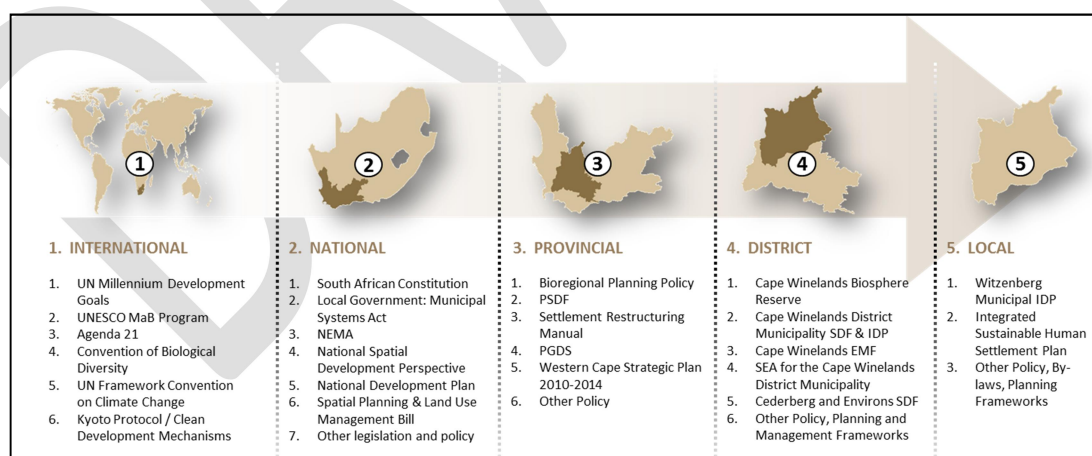 1
2
3
4
5
1. INTERNATIONAL
1. UN Millennium Development
Goals
2. UNESCO MaB Program
3. Agenda 21
4. Convention of Biological
Diversity
5. UN Framework Convention
on Climate Change
6. Kyoto Protocol / Clean
Development Mechanisms
2. NATIONAL
1. South African Constitution
2. Local Government: Municipal
Systems Act
3. NEMA
4. National Spatial
Development Perspective
5. National Development Plan
6. Spatial Planning & Land Use
Management Bill
7. Other legislation and policy
3. PROVINCIAL
1. Bioregional Planning Policy
2. PSDF
3. Settlement Restructuring
Manual
4. PGDS
5. Western Cape Strategic Plan
2010-2014
6. Other Policy
4. DISTRICT
1. Cape Winelands Biosphere
Reserve
2. Cape Winelands District
Municipality SDF & IDP
3. Cape Winelands EMF
4. SEA for the Cape Winelands
District Municipality
5. Cederberg and Environs SDF
6. Other Policy, Planning and
Management Frameworks
5. LOCAL
1. Witzenberg
Municipal IDP
2. Integrated
Sustainable Human
Settlement Plan
3. Other Policy, By-
laws, Planning
Frameworks